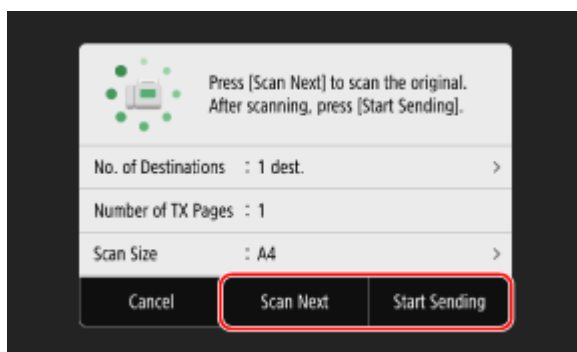 Press [Scan Next] to scan the original.
After scanning, press [Start Sending].
No. of Destinations : 1 dest. >
Number of TX Pages : 1
Scan Size : A4 >
Cancel Scan Next Start Sending